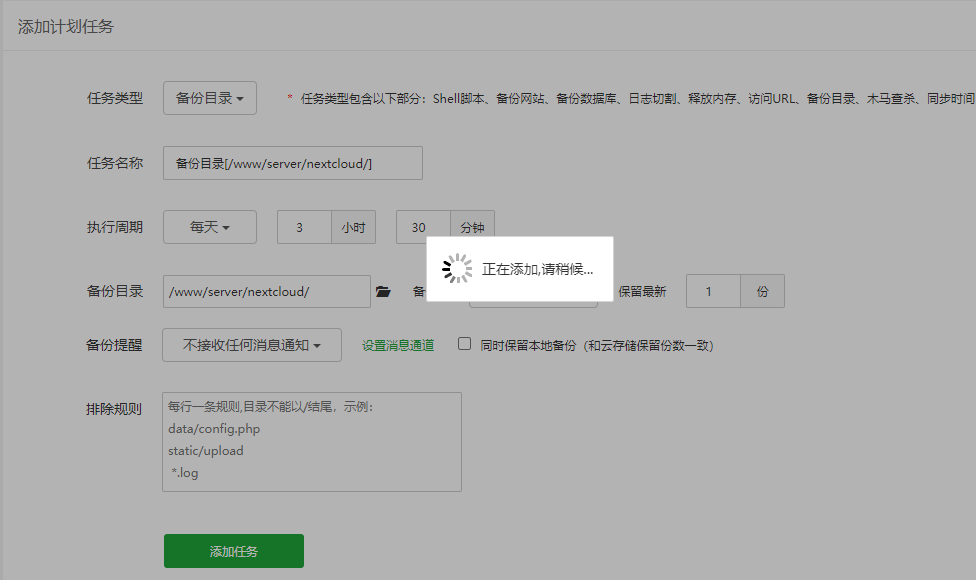 添加计划任务
任务类型 备份目录 * 任务类型包含以下部分：Shell脚本、备份网站、备份数据库、日志切割、释放内存、访问URL、备份目录、木马查杀、同步时间
任务名称 备份目录[/www/server/nextcloud/]
执行周期 每天 3 小时 30 分钟
正在添加,请稍候...
备份目录 /www/server/nextcloud/ 备 保留最新 1 份
备份提醒 不接收任何消息通知 设置消息通道 同时保留本地备份（和云存储保留份数一致）
排除规则 每行一条规则,目录不能以/结尾，示例：
data/config.php
static/upload
*.log
添加任务